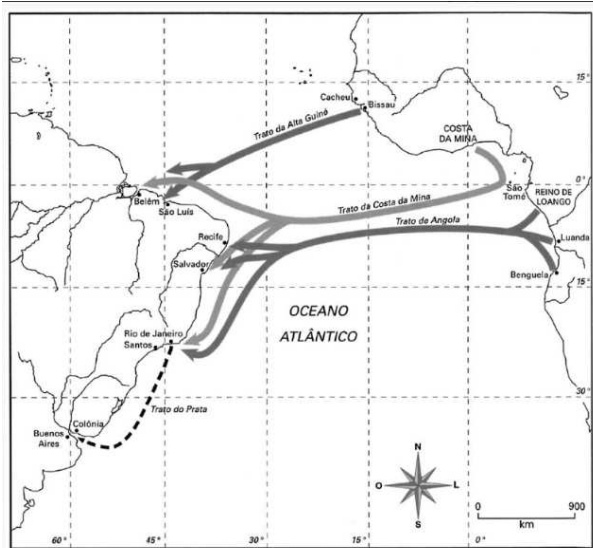 15°
Cacheu
Bissau
Trato da Alta Guiné
COSTA
DA MINA
0°
São
Tomé
REINO DE
LOANGO
Belém
São Luís
Trato da Costa da Mina
Trato de Angola
Recife
Luanda
Salvador
Benguela
15°
OCEANO
ATLÂNTICO
Rio de Janeiro
Santos
30°
Trato do Prata
Colônia
Buenos
Aires
N
O
L
S
0
900
km
60°
45°
30°
15°
0°